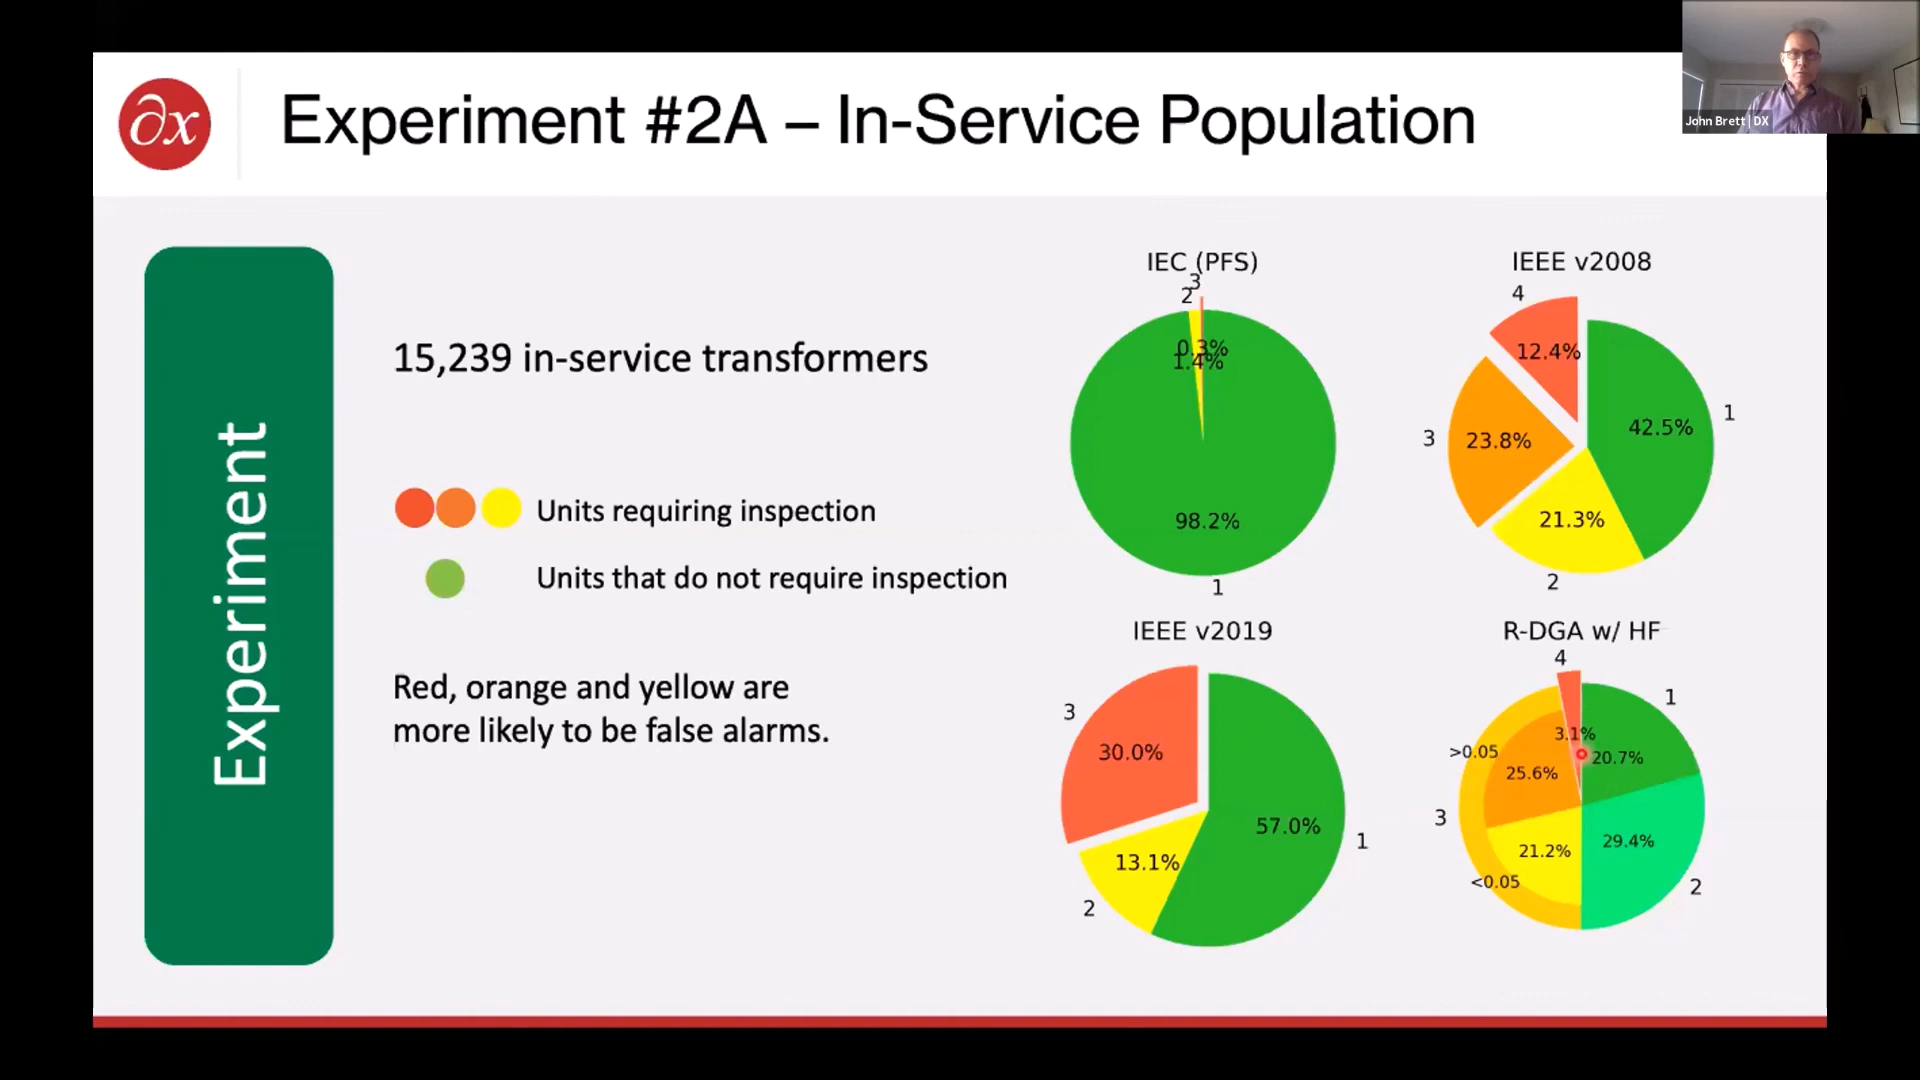 John Brett | DX
∂x
Experiment #2A – In-Service Population
Experiment
15,239 in-service transformers
Units requiring inspection
Units that do not require inspection
Red, orange and yellow are
more likely to be false alarms.
IEC (PFS)
3
2
0.3%
1.4%
98.2%
1
IEEE v2008
4
12.4%
42.5%
1
3
23.8%
21.3%
2
IEEE v2019
3
30.0%
57.0%
1
13.1%
2
R-DGA w/ HF
4
1
3.1%
>0.05
20.7%
25.6%
3
29.4%
21.2%
<0.05
2